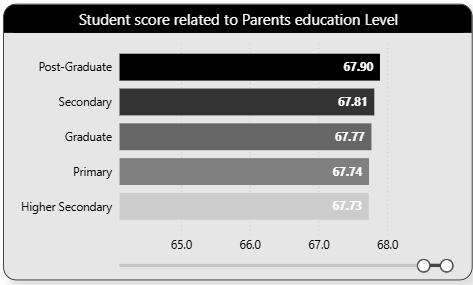 Student score related to Parents education Level
Post-Graduate 67.90
Secondary 67.81
Graduate 67.77
Primary 67.74
Higher Secondary 67.73
65.0 66.0 67.0 68.0